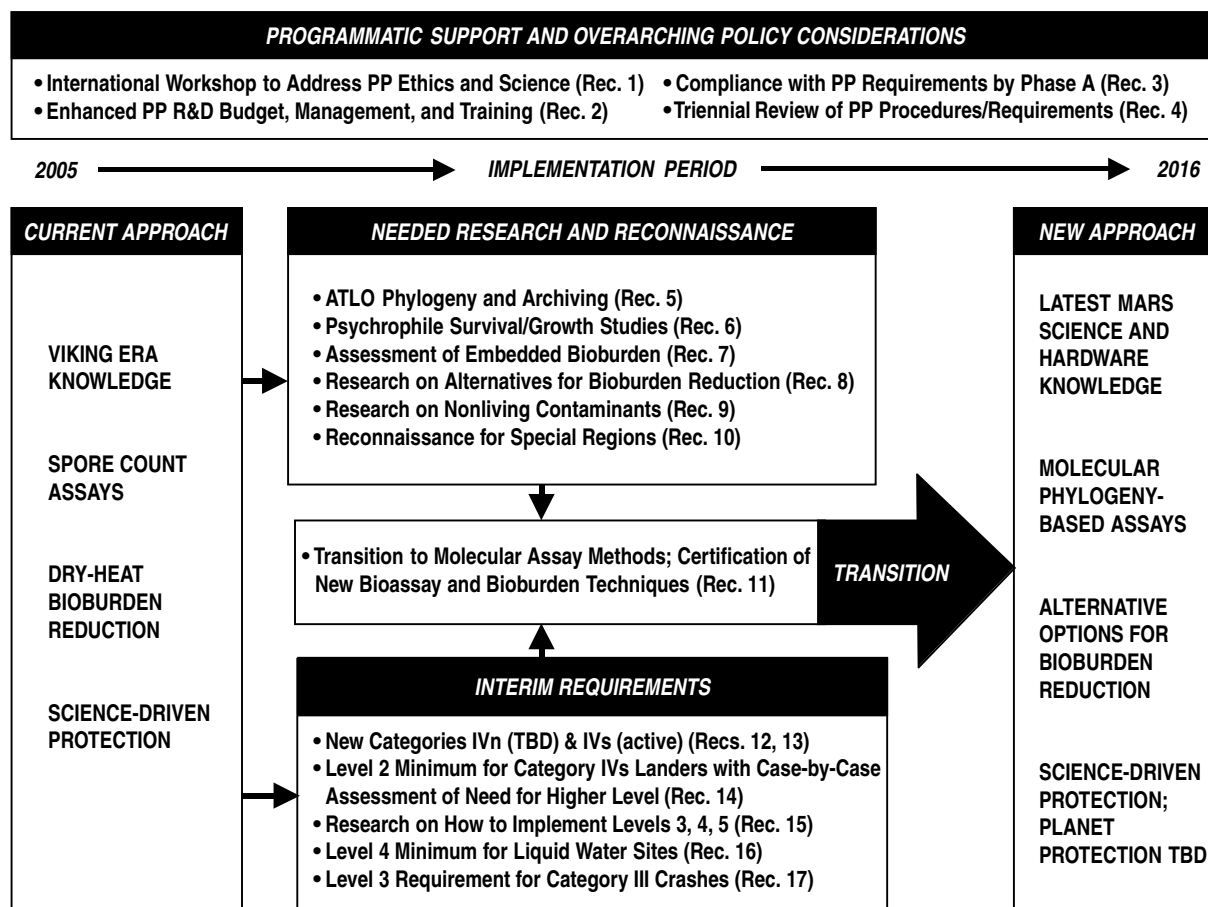 PROGRAMMATIC SUPPORT AND OVERARCHING POLICY CONSIDERATIONS
• International Workshop to Address PP Ethics and Science (Rec. 1)
• Enhanced PP R&D Budget, Management, and Training (Rec. 2)
• Compliance with PP Requirements by Phase A (Rec. 3)
• Triennial Review of PP Procedures/Requirements (Rec. 4)
2005
IMPLEMENTATION PERIOD
2016
CURRENT APPROACH
VIKING ERA
KNOWLEDGE
SPORE COUNT
ASSAYS
DRY-HEAT
BIOBURDEN
REDUCTION
SCIENCE-DRIVEN
PROTECTION
NEEDED RESEARCH AND RECONNAISSANCE
• ATLO Phylogeny and Archiving (Rec. 5)
• Psychrophile Survival/Growth Studies (Rec. 6)
• Assessment of Embedded Bioburden (Rec. 7)
• Research on Alternatives for Bioburden Reduction (Rec. 8)
• Research on Nonliving Contaminants (Rec. 9)
• Reconnaissance for Special Regions (Rec. 10)
• Transition to Molecular Assay Methods; Certification of
New Bioassay and Bioburden Techniques (Rec. 11)
TRANSITION
INTERIM REQUIREMENTS
• New Categories IVn (TBD) & IVs (active) (Recs. 12, 13)
• Level 2 Minimum for Category IVs Landers with Case-by-Case
Assessment of Need for Higher Level (Rec. 14)
• Research on How to Implement Levels 3, 4, 5 (Rec. 15)
• Level 4 Minimum for Liquid Water Sites (Rec. 16)
• Level 3 Requirement for Category III Crashes (Rec. 17)
NEW APPROACH
LATEST MARS
SCIENCE AND
HARDWARE
KNOWLEDGE
MOLECULAR
PHYLOGENY-
BASED ASSAYS
ALTERNATIVE
OPTIONS FOR
BIOBURDEN
REDUCTION
SCIENCE-DRIVEN
PROTECTION;
PLANET
PROTECTION TBD